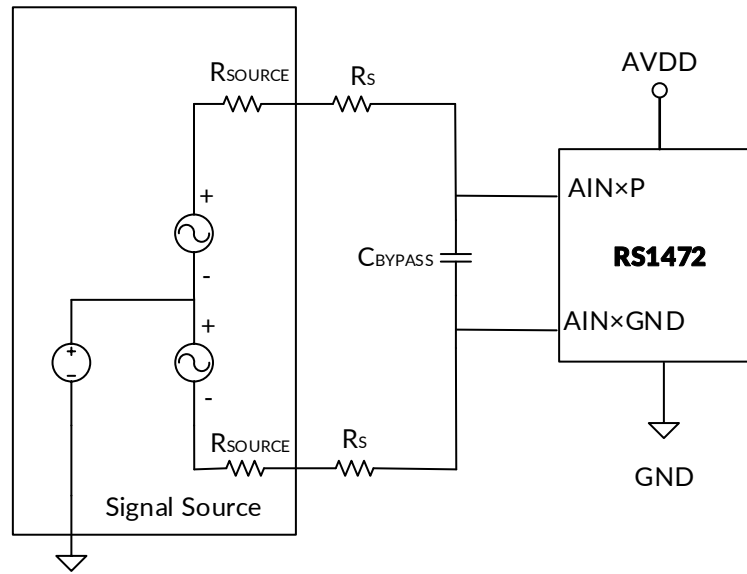 RSOURCE
RS
AVDD
+
AIN×P
-
CBYPASS
RS1472
+
AIN×GND
+
-
-
RSOURCE
RS
GND
Signal Source